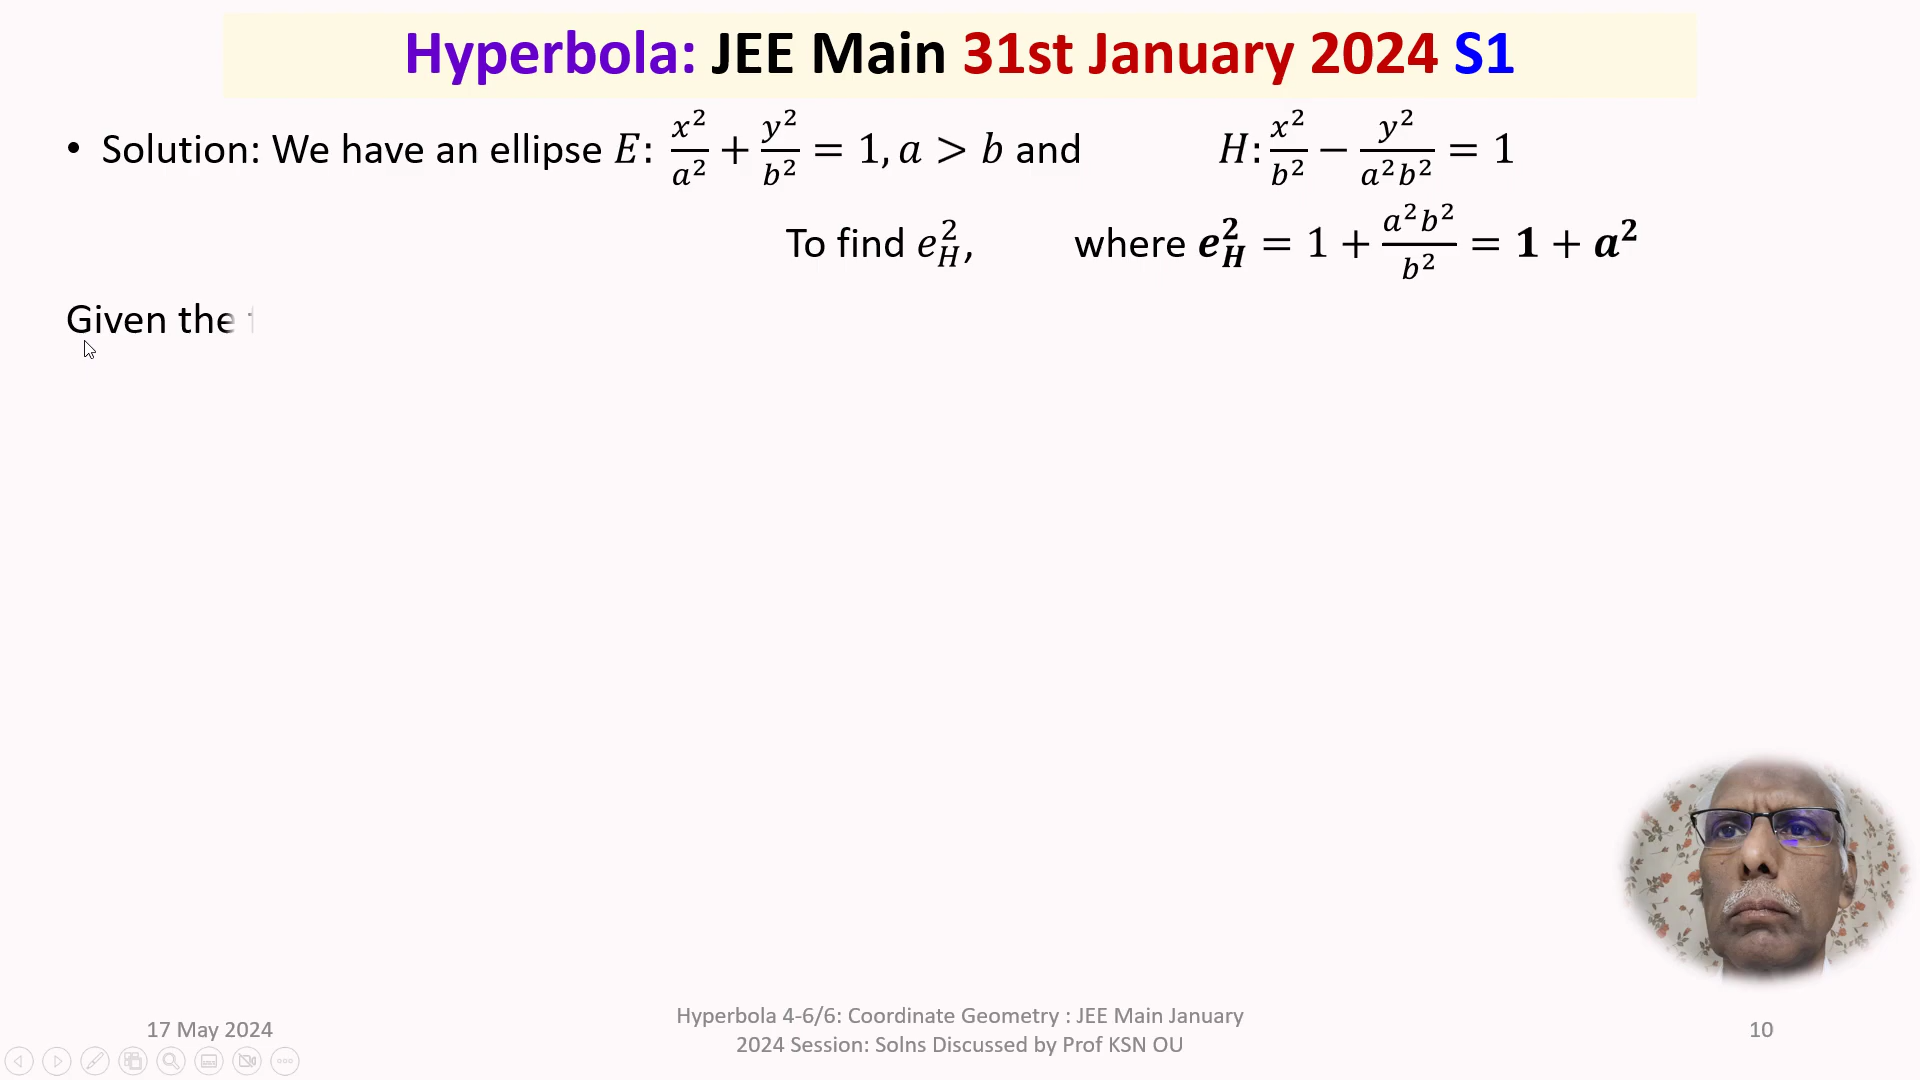 Hyperbola: JEE Main 31st January 2024 S1
• Solution: We have an ellipse E: x²/a² + y²/b² = 1, a > b and H: x²/b² − y²/a²b² = 1
To find e_H², where e_H² = 1 + a²b²/b² = 1 + a²
Given the
17 May 2024
Hyperbola 4-6/6: Coordinate Geometry : JEE Main January
2024 Session: Solns Discussed by Prof KSN OU
10